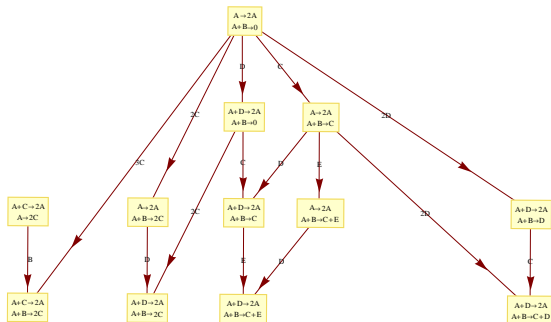 A→2A
A+B→0
D
C
2C
2D
3C
A+D→2A
A+B→0
A→2A
A+B→C
C
D
E
2C
2D
A+C→2A
A→2C
A→2A
A+B→2C
A+D→2A
A+B→C
A→2A
A+B→C+E
A+D→2A
A+B→D
B
D
E
D
C
A+C→2A
A+B→2C
A+D→2A
A+B→2C
A+D→2A
A+B→C+E
A+D→2A
A+B→C+D